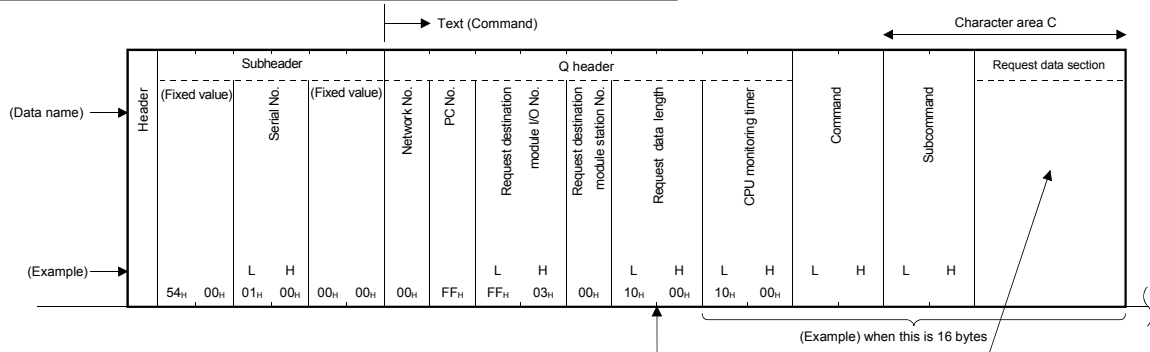 Text (Command)
Character area C
Subheader
Q header
Request data section
(Data name)
Header
(Fixed value)
Serial No.
(Fixed value)
Network No.
PC No.
Request destination
module I/O No.
Request destination
module station No.
Request data length
CPU monitoring timer
Command
Subcommand
(Example)
L H L H L H L H L H L H
54H 00H 01H 00H 00H 00H 00H FFH FFH 03H 00H 10H 00H 10H 00H
(Example) when this is 16 bytes